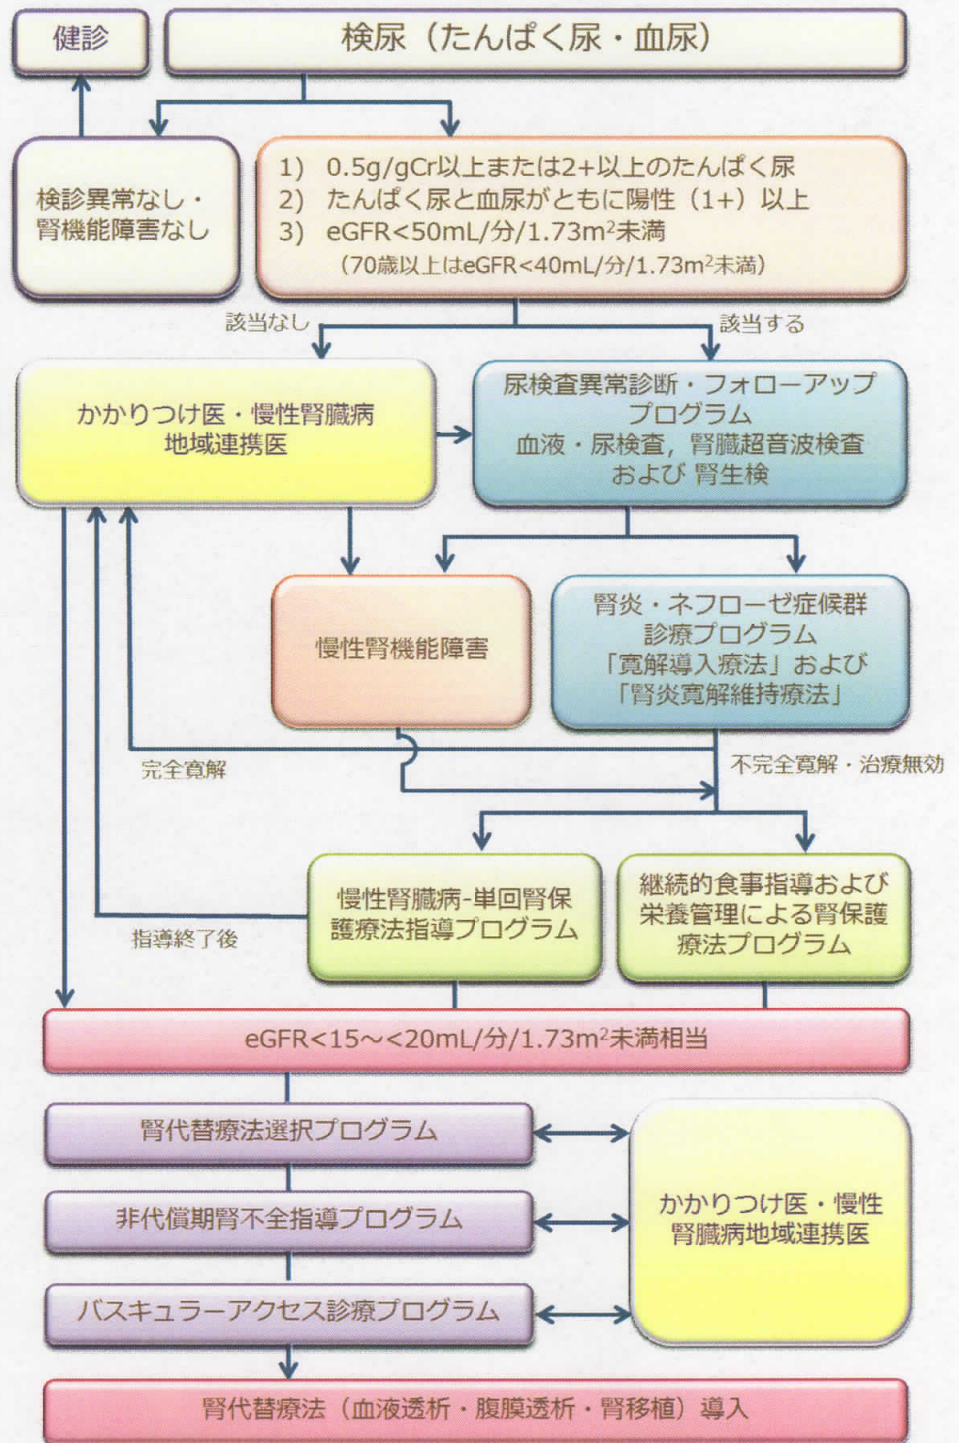 健診
検尿（たんぱく尿・血尿）
検診異常なし・
腎機能障害なし
1) 0.5g/gCr以上または2+以上のたんぱく尿
2) たんぱく尿と血尿がともに陽性（1+）以上
3) eGFR<50mL/分/1.73m²未満
（70歳以上はeGFR<40mL/分/1.73m²未満）
該当なし
該当する
かかりつけ医・慢性腎臓病
地域連携医
尿検査異常診断・フォローアップ
プログラム
血液・尿検査，腎臓超音波検査
および 腎生検
慢性腎機能障害
腎炎・ネフローゼ症候群
診療プログラム
「寛解導入療法」および
「腎炎寛解維持療法」
完全寛解
不完全寛解・治療無効
慢性腎臓病-単回腎保
護療法指導プログラム
継続的食事指導および
栄養管理による腎保護
療法プログラム
指導終了後
eGFR<15～<20mL/分/1.73m²未満相当
腎代替療法選択プログラム
非代償期腎不全指導プログラム
バスキュラーアクセス診療プログラム
かかりつけ医・慢性
腎臓病地域連携医
腎代替療法（血液透析・腹膜透析・腎移植）導入